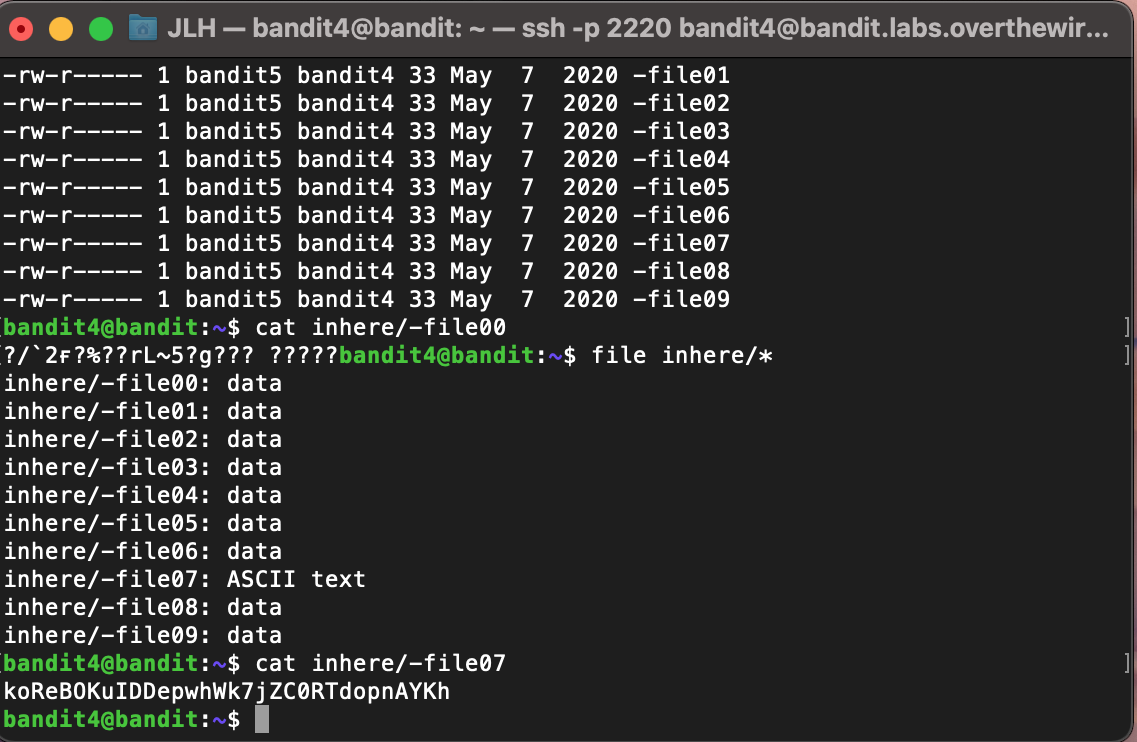 JLH — bandit4@bandit: ~ — ssh -p 2220 bandit4@bandit.labs.overthewir...
-rw-r----- 1 bandit5 bandit4 33 May  7  2020 -file01
-rw-r----- 1 bandit5 bandit4 33 May  7  2020 -file02
-rw-r----- 1 bandit5 bandit4 33 May  7  2020 -file03
-rw-r----- 1 bandit5 bandit4 33 May  7  2020 -file04
-rw-r----- 1 bandit5 bandit4 33 May  7  2020 -file05
-rw-r----- 1 bandit5 bandit4 33 May  7  2020 -file06
-rw-r----- 1 bandit5 bandit4 33 May  7  2020 -file07
-rw-r----- 1 bandit5 bandit4 33 May  7  2020 -file08
-rw-r----- 1 bandit5 bandit4 33 May  7  2020 -file09
[bandit4@bandit:~$ cat inhere/-file00 ]
[?/`2ғ?%??rL~5?g??? ?????bandit4@bandit:~$ file inhere/* ]
inhere/-file00: data
inhere/-file01: data
inhere/-file02: data
inhere/-file03: data
inhere/-file04: data
inhere/-file05: data
inhere/-file06: data
inhere/-file07: ASCII text
inhere/-file08: data
inhere/-file09: data
[bandit4@bandit:~$ cat inhere/-file07 ]
koReBOKuIDDepwhWk7jZC0RTdopnAYKh
bandit4@bandit:~$